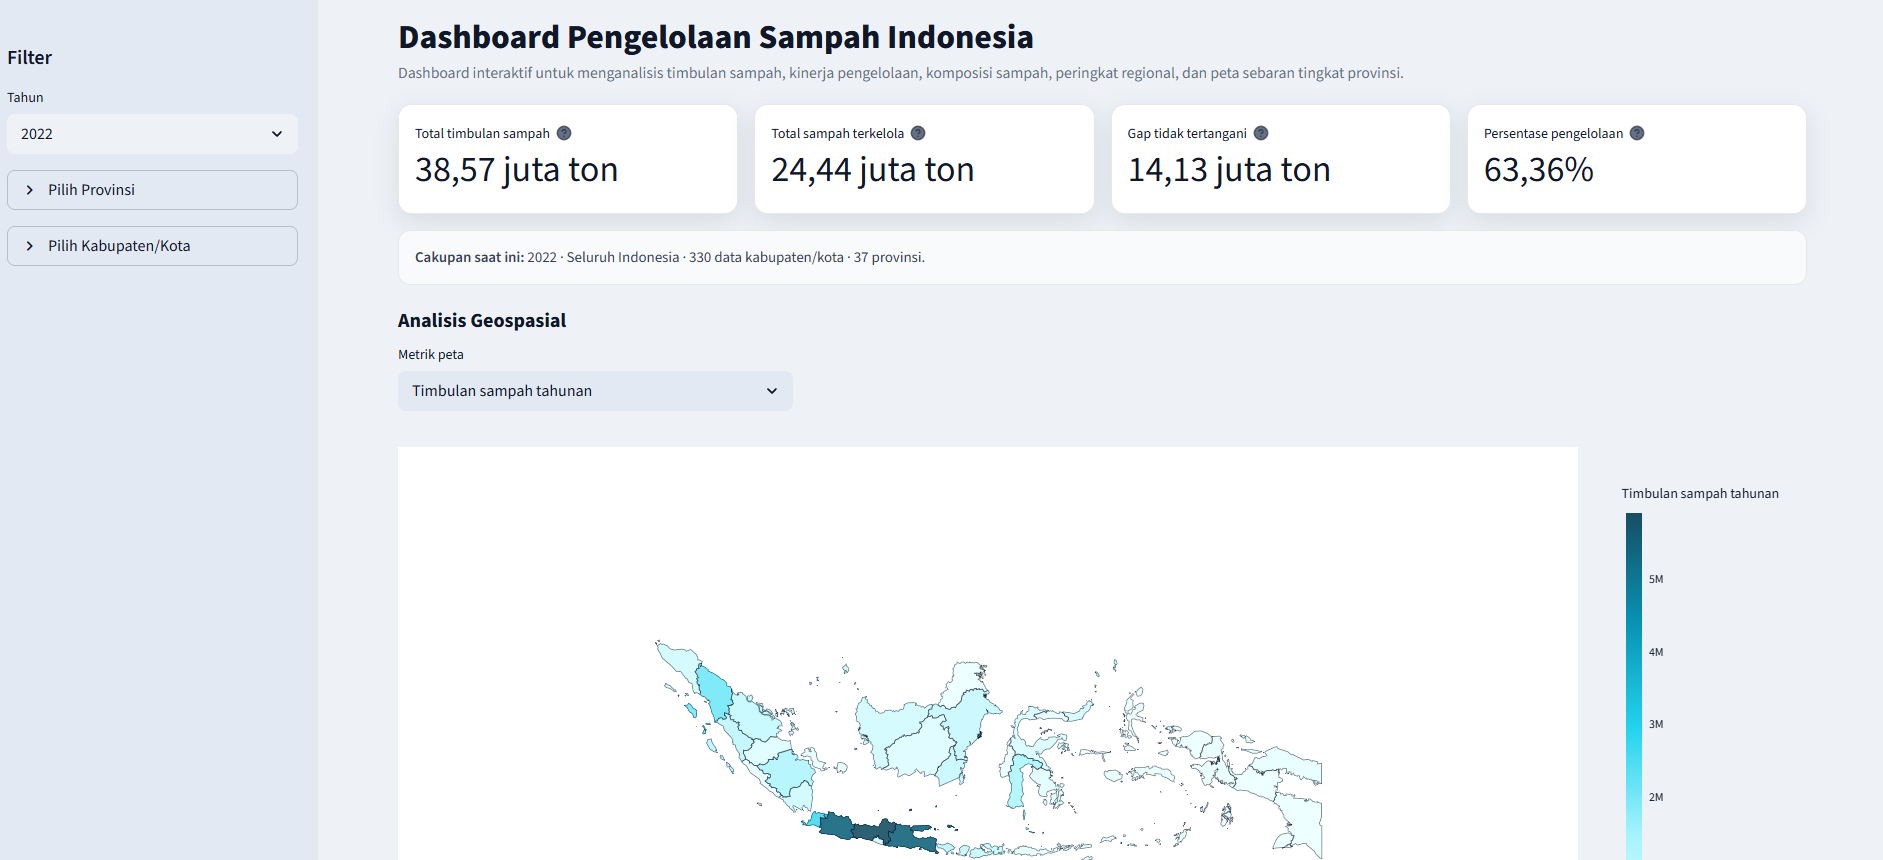 Filter
Tahun
2022
Pilih Provinsi
Pilih Kabupaten/Kota
Dashboard Pengelolaan Sampah Indonesia
Dashboard interaktif untuk menganalisis timbulan sampah, kinerja pengelolaan, komposisi sampah, peringkat regional, dan peta sebaran tingkat provinsi.
Total timbulan sampah ?
38,57 juta ton
Total sampah terkelola ?
24,44 juta ton
Gap tidak tertangani ?
14,13 juta ton
Persentase pengelolaan ?
63,36%
Cakupan saat ini: 2022 · Seluruh Indonesia · 330 data kabupaten/kota · 37 provinsi.
Analisis Geospasial
Metrik peta
Timbulan sampah tahunan
Timbulan sampah tahunan
5M
4M
3M
2M